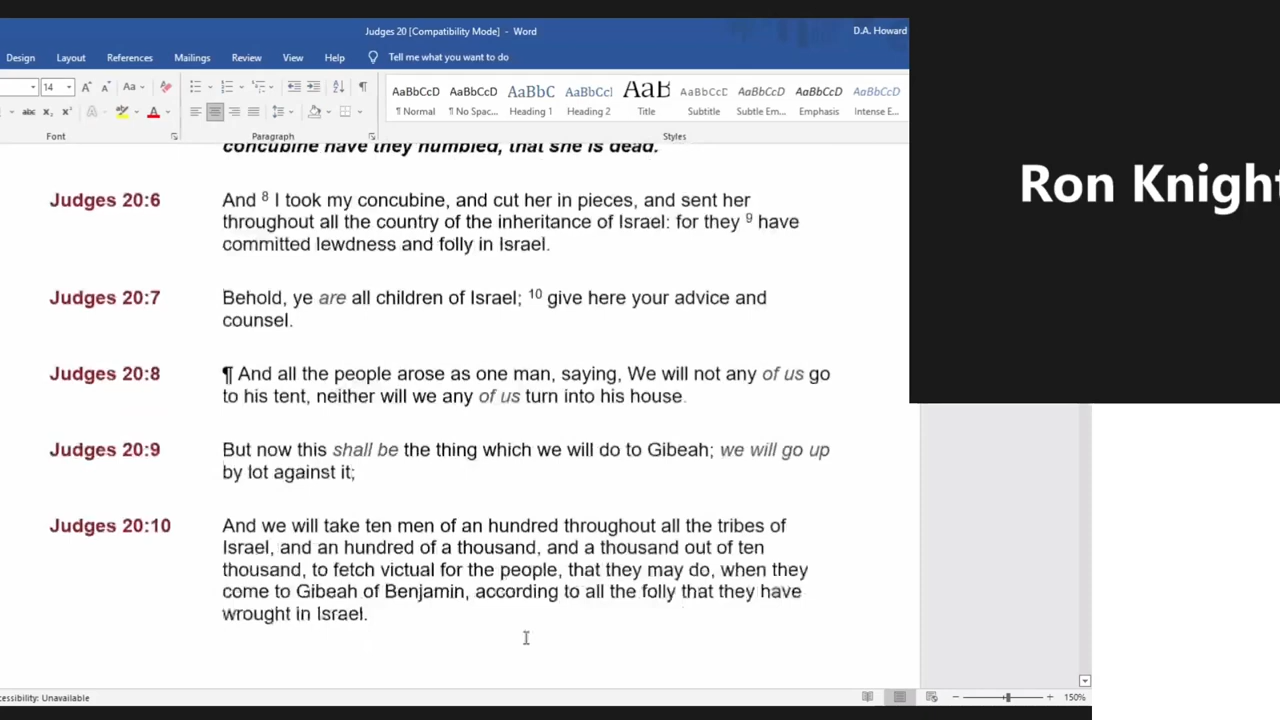 Judges 20 [Compatibility Mode] - Word
D.A. Howard
Design Layout References Mailings Review View Help Tell me what you want to do
14
AaBbCcD AaBbCcD AaBbC AaBbCcI AaB AaBbCcC AaBbCcD AaBbCcD AaBbCcD
¶ Normal ¶ No Spac... Heading 1 Heading 2 Title Subtitle Subtle Em... Emphasis Intense E...
Font Paragraph Styles
concubine have they humbled, that she is dead.
Judges 20:6 And 8 I took my concubine, and cut her in pieces, and sent her
throughout all the country of the inheritance of Israel: for they 9 have
committed lewdness and folly in Israel.
Judges 20:7 Behold, ye are all children of Israel; 10 give here your advice and
counsel.
Judges 20:8 ¶ And all the people arose as one man, saying, We will not any of us go
to his tent, neither will we any of us turn into his house.
Judges 20:9 But now this shall be the thing which we will do to Gibeah; we will go up
by lot against it;
Judges 20:10 And we will take ten men of an hundred throughout all the tribes of
Israel, and an hundred of a thousand, and a thousand out of ten
thousand, to fetch victual for the people, that they may do, when they
come to Gibeah of Benjamin, according to all the folly that they have
wrought in Israel.
Ron Knight
cessibility: Unavailable
150%